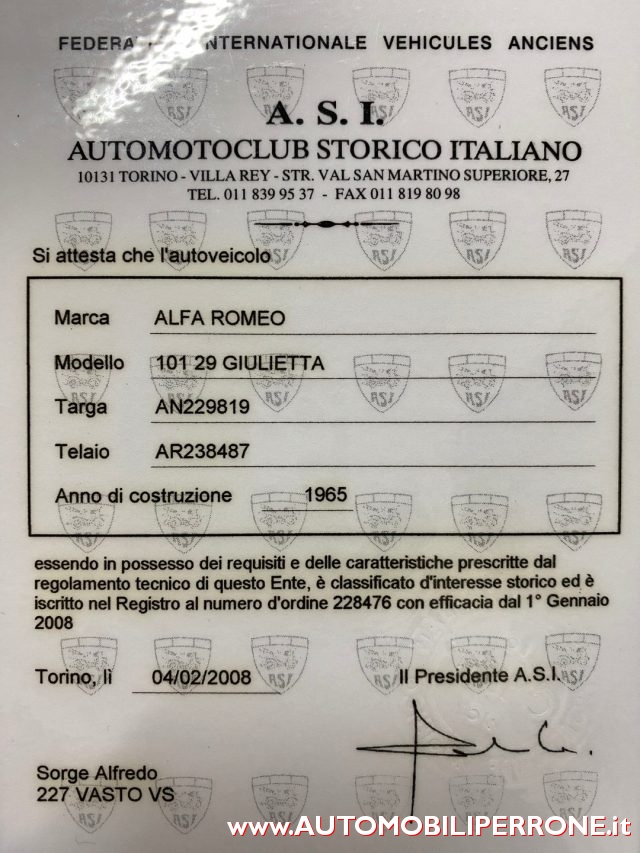 INTERNATIONALE VEHICULES ANCIENS
A. S. I.
AUTOMOTOCLUB STORICO ITALIANO
10131 TORINO - VILLA REY - STR. VAL SAN MARTINO SUPERIORE, 27
TEL. 011 839 95 37 - FAX 011 819 80 98
Si attesta che l'autoveicolo
Marca ALFA ROMEO
Modello 101 29 GIULIETTA
Targa AN229819
Telaio AR238487
Anno di costruzione 1965
essendo in possesso dei requisiti e delle caratteristiche prescritte dal
regolamento tecnico di questo Ente, è classificato d'interesse storico ed è
iscritto nel Registro al numero d'ordine 228476 con efficacia dal 1° Gennaio
2008
Torino, lì 04/02/2008 Il Presidente A.S.I.
Sorge Alfredo
227 VASTO VS
www.AUTOMOBILIPERRONE.it